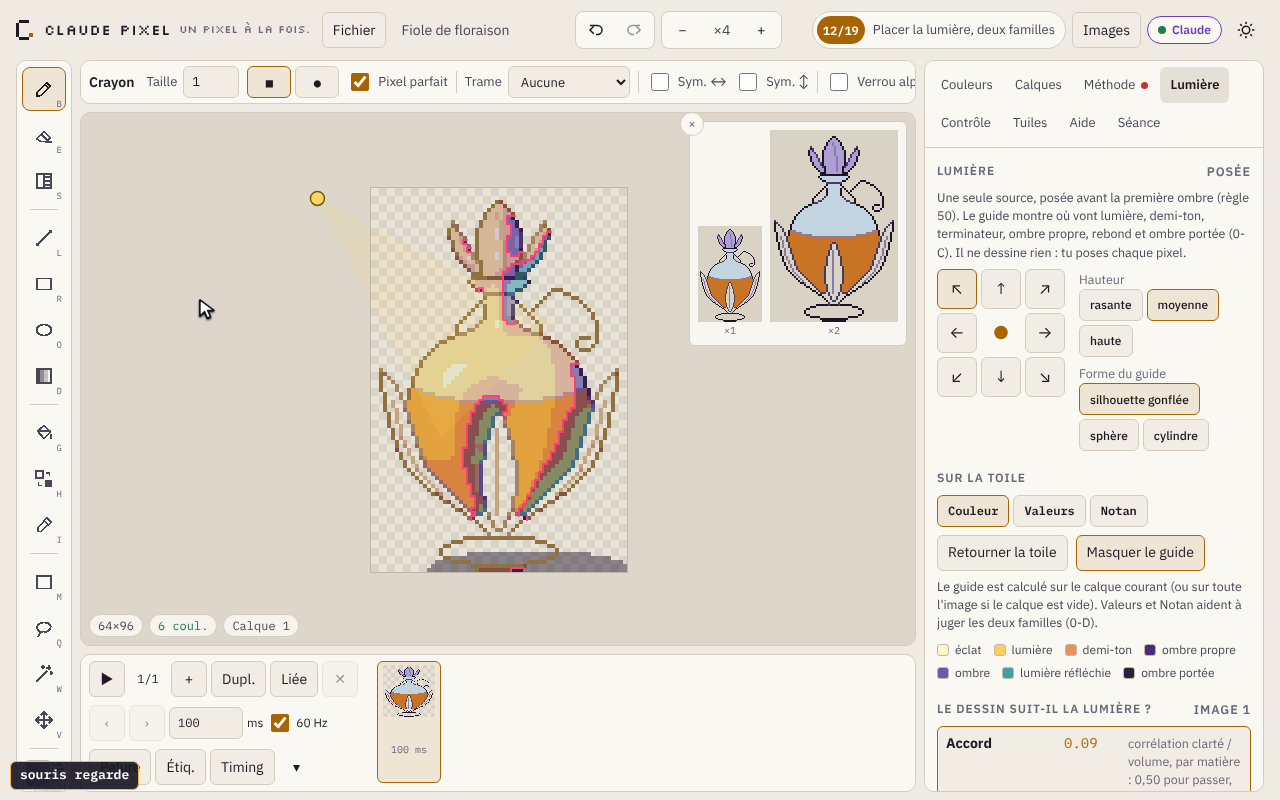 CLAUDE PIXEL UN PIXEL À LA FOIS. Fichier Fiole de floraison − ×4 + 12/19 Placer la lumière, deux familles Images Claude
Crayon Taille 1 Pixel parfait Trame Aucune Sym. ↔ Sym. ↕ Verrou alp
B
E
S
L
R
O
D
G
H
I
M
Q
W
V
×
×1 ×2
64×96 6 coul. Calque 1
1/1 + Dupl. Liée ×
‹ › 100 ms 60 Hz
Étiq. Timing ▼
100 ms
souris regarde
Couleurs Calques Méthode Lumière
Contrôle Tuiles Aide Séance
LUMIÈRE POSÉE
Une seule source, posée avant la première ombre (règle
50). Le guide montre où vont lumière, demi-ton,
terminateur, ombre propre, rebond et ombre portée (0-
C). Il ne dessine rien : tu poses chaque pixel.
↖ ↑ ↗
← →
↙ ↓ ↘
Hauteur
rasante moyenne
haute
Forme du guide
silhouette gonflée
sphère cylindre
SUR LA TOILE
Couleur Valeurs Notan
Retourner la toile Masquer le guide
Le guide est calculé sur le calque courant (ou sur toute
l'image si le calque est vide). Valeurs et Notan aident à
juger les deux familles (0-D).
éclat lumière demi-ton ombre propre
ombre lumière réfléchie ombre portée
LE DESSIN SUIT-IL LA LUMIÈRE ? IMAGE 1
Accord 0.09 corrélation clarté /
volume, par matière
: 0,50 pour passer,